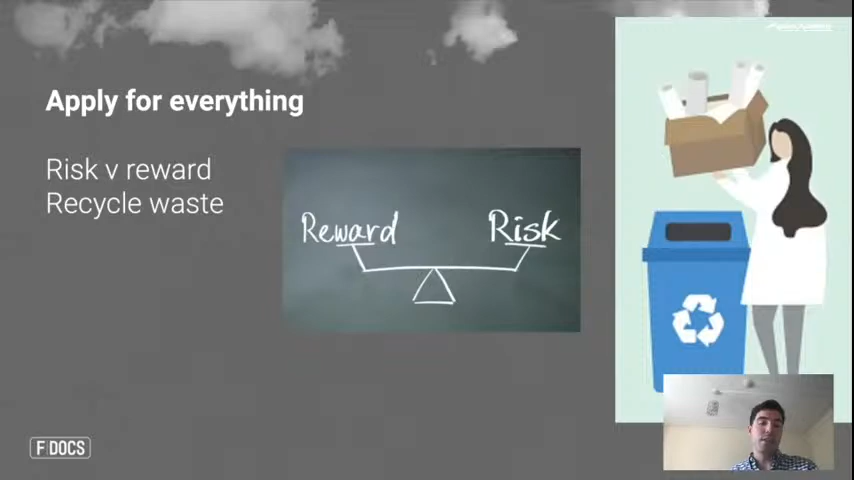 Apply for everything
Risk v reward
Recycle waste
Reward
Risk
F|DOCS